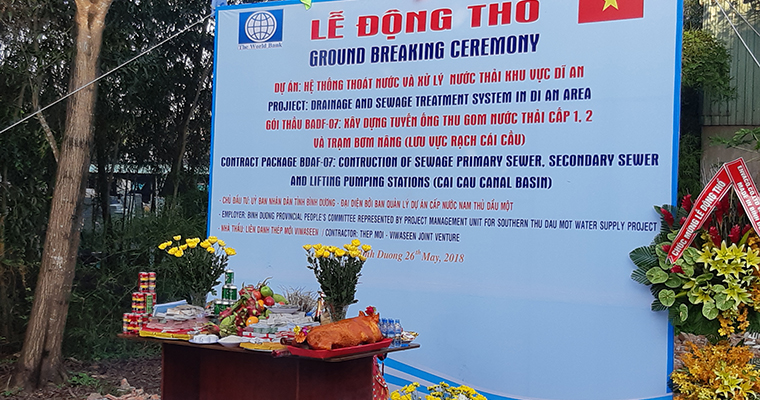 The World Bank
LỄ ĐỘNG THỔ
GROUND BREAKING CEREMONY
DỰ ÁN: HỆ THỐNG THOÁT NƯỚC VÀ XỬ LÝ NƯỚC THẢI KHU VỰC DĨ AN
PROJECT: DRAINAGE AND SEWAGE TREATMENT SYSTEM IN DI AN AREA
GÓI THẦU BADF-07: XÂY DỰNG TUYẾN ỐNG THU GOM NƯỚC THẢI CẤP 1, 2
VÀ TRẠM BƠM NÂNG (LƯU VỰC RẠCH CÁI CẦU)
CONTRACT PACKAGE BDAF-07: CONTRUCTION OF SEWAGE PRIMARY SEWER, SECONDARY SEWER
AND LIFTING PUMPING STATIONS (CAI CAU CANAL BASIN)
- CHỦ ĐẦU TƯ: ỦY BAN NHÂN DÂN TỈNH BÌNH DƯƠNG - ĐẠI DIỆN BỞI BAN QUẢN LÝ DỰ ÁN CẤP NƯỚC NAM THỦ DẦU MỘT
- EMPLOYER: BINH DUONG PROVINCIAL PEOPLE'S COMMITTEE REPRESENTED BY PROJECT MANAGEMENT UNIT FOR SOUTHERN THU DAU MOT WATER SUPPLY PROJECT
- NHÀ THẦU: LIÊN DANH THÉP MỚI VIWASEEN / CONTRACTOR: THEP MOI - VIWASEEN JOINT VENTURE
Duong 26th May, 2018
CHÚC MỪNG LỄ ĐỘNG THỔ